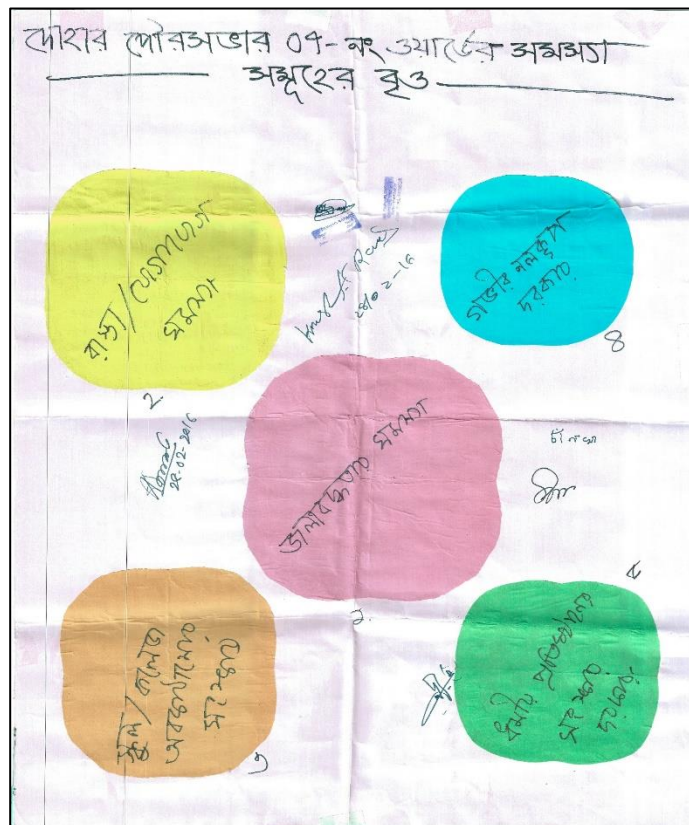 দোহার পৌরসভার 07-নং ওয়ার্ডের সমস্যা
সমূহের বৃত্ত
রাস্তা/যোগাযোগ
সমস্যা
২
গভীর নলকূপ
দরকার
৪
জলাবদ্ধতার সমস্যা
১.
স্কুল/কলেজ
অবকাঠামোর
সংস্কার
৩
ধর্মীয় প্রতিষ্ঠানের
সংস্কার
দরকার
৫